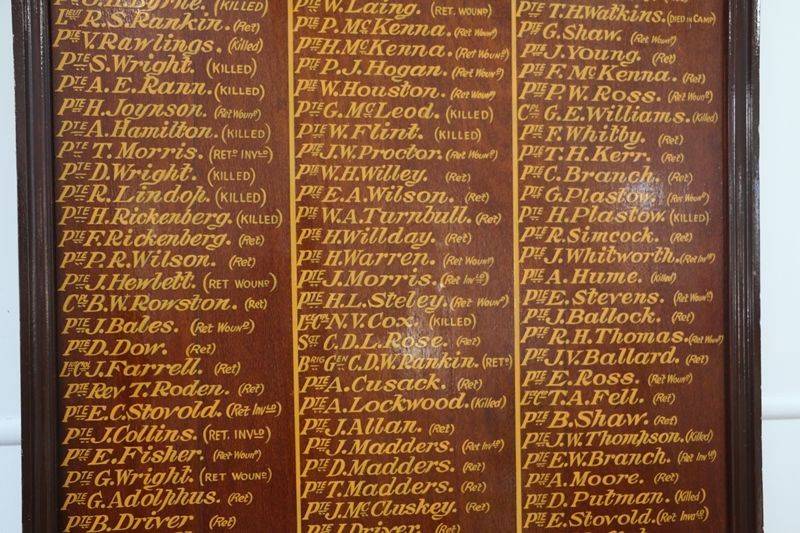 Pte O.H. Byrne. (KILLED)
Lieut R.S. Rankin. (Ret)
Pte V. Rawlings. (Killed)
Pte S. Wright. (KILLED)
Pte A.E. Rann. (KILLED)
Pte H. Joynson. (Ret Wound)
Pte A. Hamilton. (KILLED)
Pte T. Morris. (RETD INVLD)
Pte D. Wright. (KILLED)
Pte R. Lindop. (KILLED)
Pte H. Rickenberg. (KILLED)
Pte F. Rickenberg. (Ret)
Pte P.R. Wilson. (Ret)
Pte J. Hewlett. (RET WOUND)
Cpl B.W. Rowston. (Ret)
Pte J. Bales. (Ret Wound)
Pte D. Dow. (Ret)
L/Cpl J. Farrell. (Ret)
Pte Rev T. Roden. (Ret)
Pte E.C. Stovold. (Ret Invld)
Pte J. Collins. (RET. INVLD)
Pte E. Fisher. (Ret Wound)
Pte G. Wright. (RET WOUND)
Pte G. Adolphus. (Ret)
Pte B. Driver (Ret)
Pte W. Laing. (RET. WOUND)
Pte P. McKenna. (Ret Wound)
Pte H. McKenna. (Ret Wound)
Pte P.J. Hogan. (Ret Wound)
Pte W. Houston. (Ret Wound)
Pte G. McLeod. (KILLED)
Pte W. Flint. (KILLED)
Pte J.W. Proctor. (Ret Wound)
Pte W.H. Willey. (Ret)
Pte E.A. Wilson. (Ret)
Pte W.A. Turnbull. (Ret)
Pte H. Willday. (Ret)
Pte H. Warren. (Ret Wound)
Pte J. Morris. (Ret Invld)
Pte H.L. Steley. (Ret Wound)
L/Cpl N.V. Cox. (KILLED)
Sgt C.D.L. Rose. (Ret)
Brig Gen C.D.W. Rankin. (RETD)
Pte A. Cusack. (Ret)
Pte A. Lockwood. (Killed)
Pte J. Allan. (Ret)
Pte J. Madders. (Ret Invld)
Pte D. Madders. (Ret)
Pte T. Madders. (Ret)
Pte J. McCluskey. (Ret)
Pte J. Driver. (Ret)
Pte T.H. Watkins. (DIED IN CAMP)
Pte G. Shaw. (Ret Wound)
Pte J. Young. (Ret)
Pte F. McKenna. (Ret)
Pte P.W. Ross. (Ret Wound)
Cpl G.E. Williams. (Killed)
Pte F. Whitby. (Ret)
Pte T.H. Kerr. (Ret)
Pte C. Branch. (Ret)
Pte G. Plastow. (Ret Wound)
Pte H. Plastow. (KILLED)
Pte R. Simcock. (Ret)
Pte J. Whitworth. (Ret Invld)
Pte A. Hume. (Killed)
Pte E. Stevens. (Ret Wound)
Pte J. Ballock. (Ret)
Pte R.H. Thomas. (Ret Wound)
Pte J.V. Ballard. (Ret)
Pte E. Ross. (Ret Wound)
L/Cpl T.A. Fell. (Ret)
Pte B. Shaw. (Ret)
Pte J.W. Thompson. (Killed)
Pte E.W. Branch. (Ret Invld)
Pte A. Moore. (Ret)
Pte D. Putman. (Killed)
Pte E. Stovold. (Ret Invald)